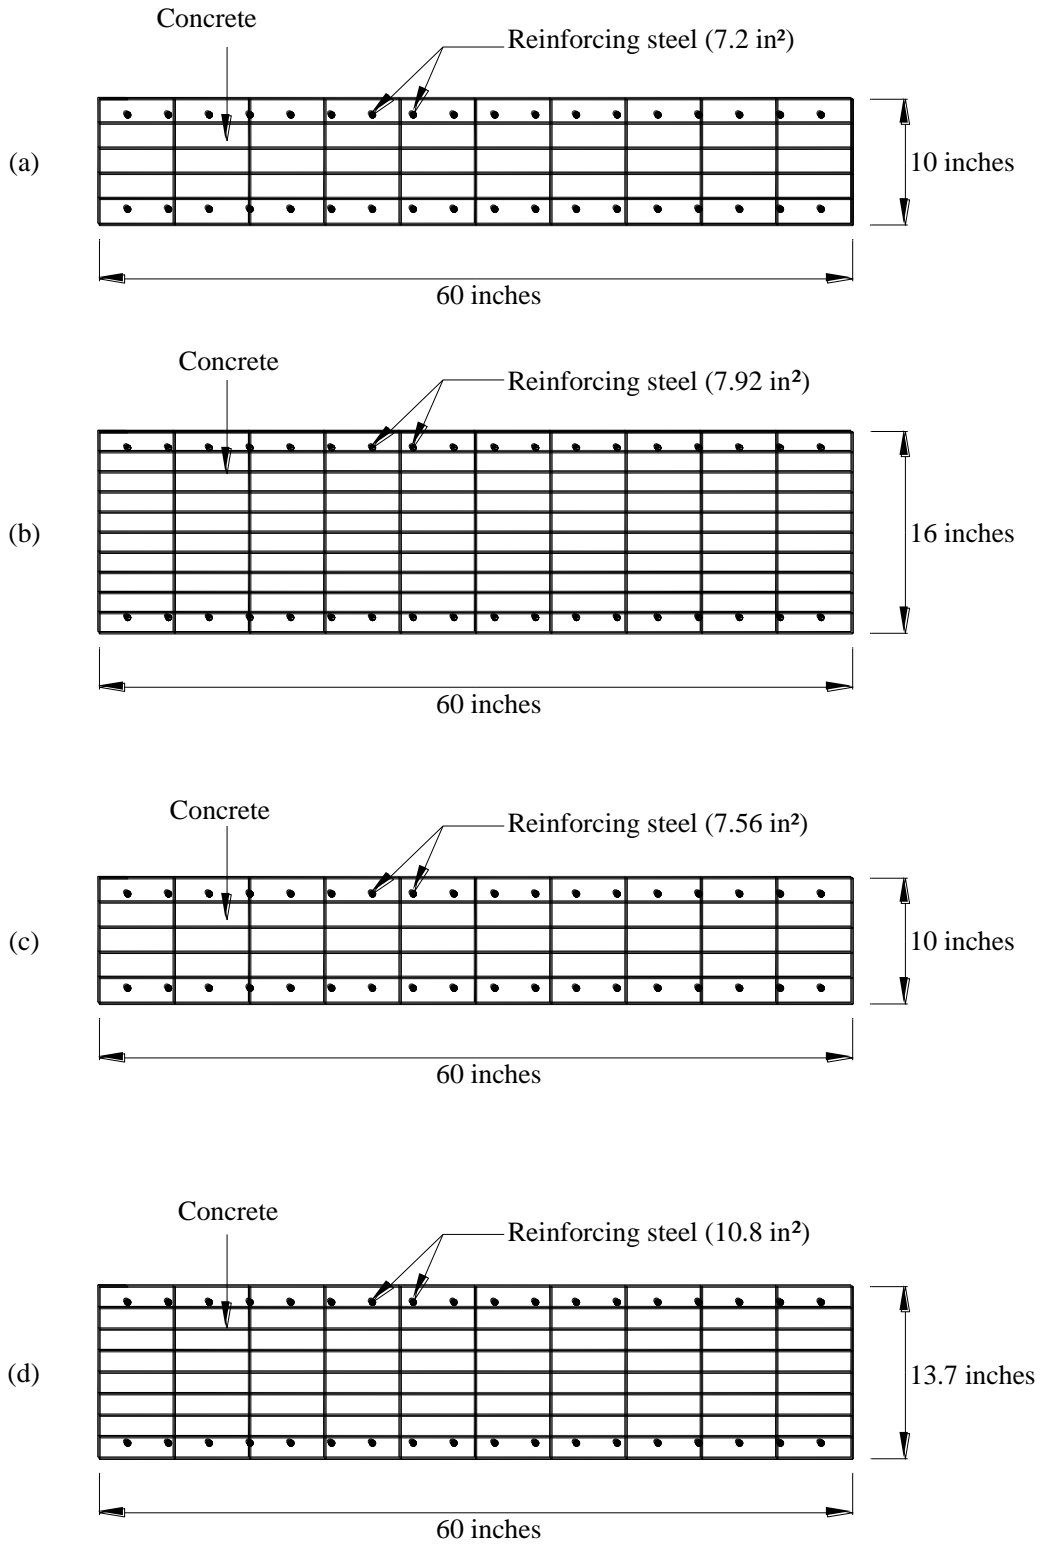 Concrete
Reinforcing steel (7.2 in²)
(a)
10 inches
60 inches
Concrete
Reinforcing steel (7.92 in²)
(b)
16 inches
60 inches
Concrete
Reinforcing steel (7.56 in²)
(c)
10 inches
60 inches
Concrete
Reinforcing steel (10.8 in²)
(d)
13.7 inches
60 inches